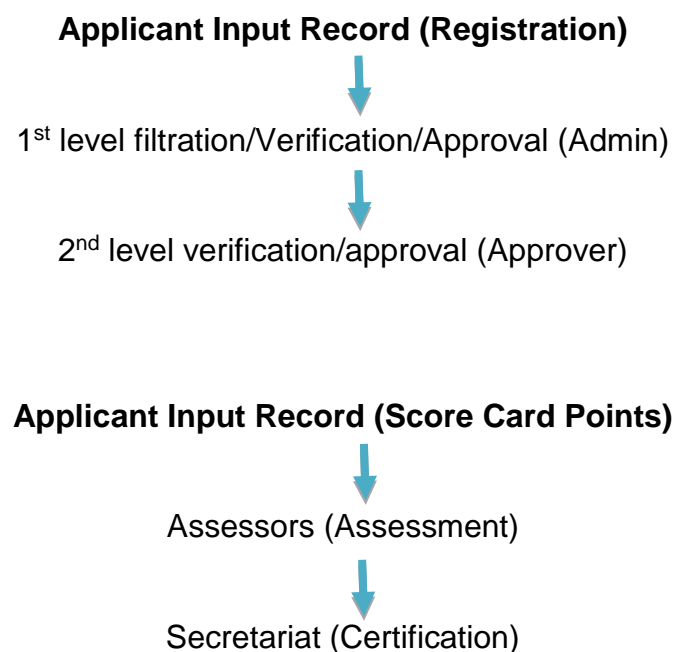 Applicant Input Record (Registration)
1st level filtration/Verification/Approval (Admin)
2nd level verification/approval (Approver)
Applicant Input Record (Score Card Points)
Assessors (Assessment)
Secretariat (Certification)